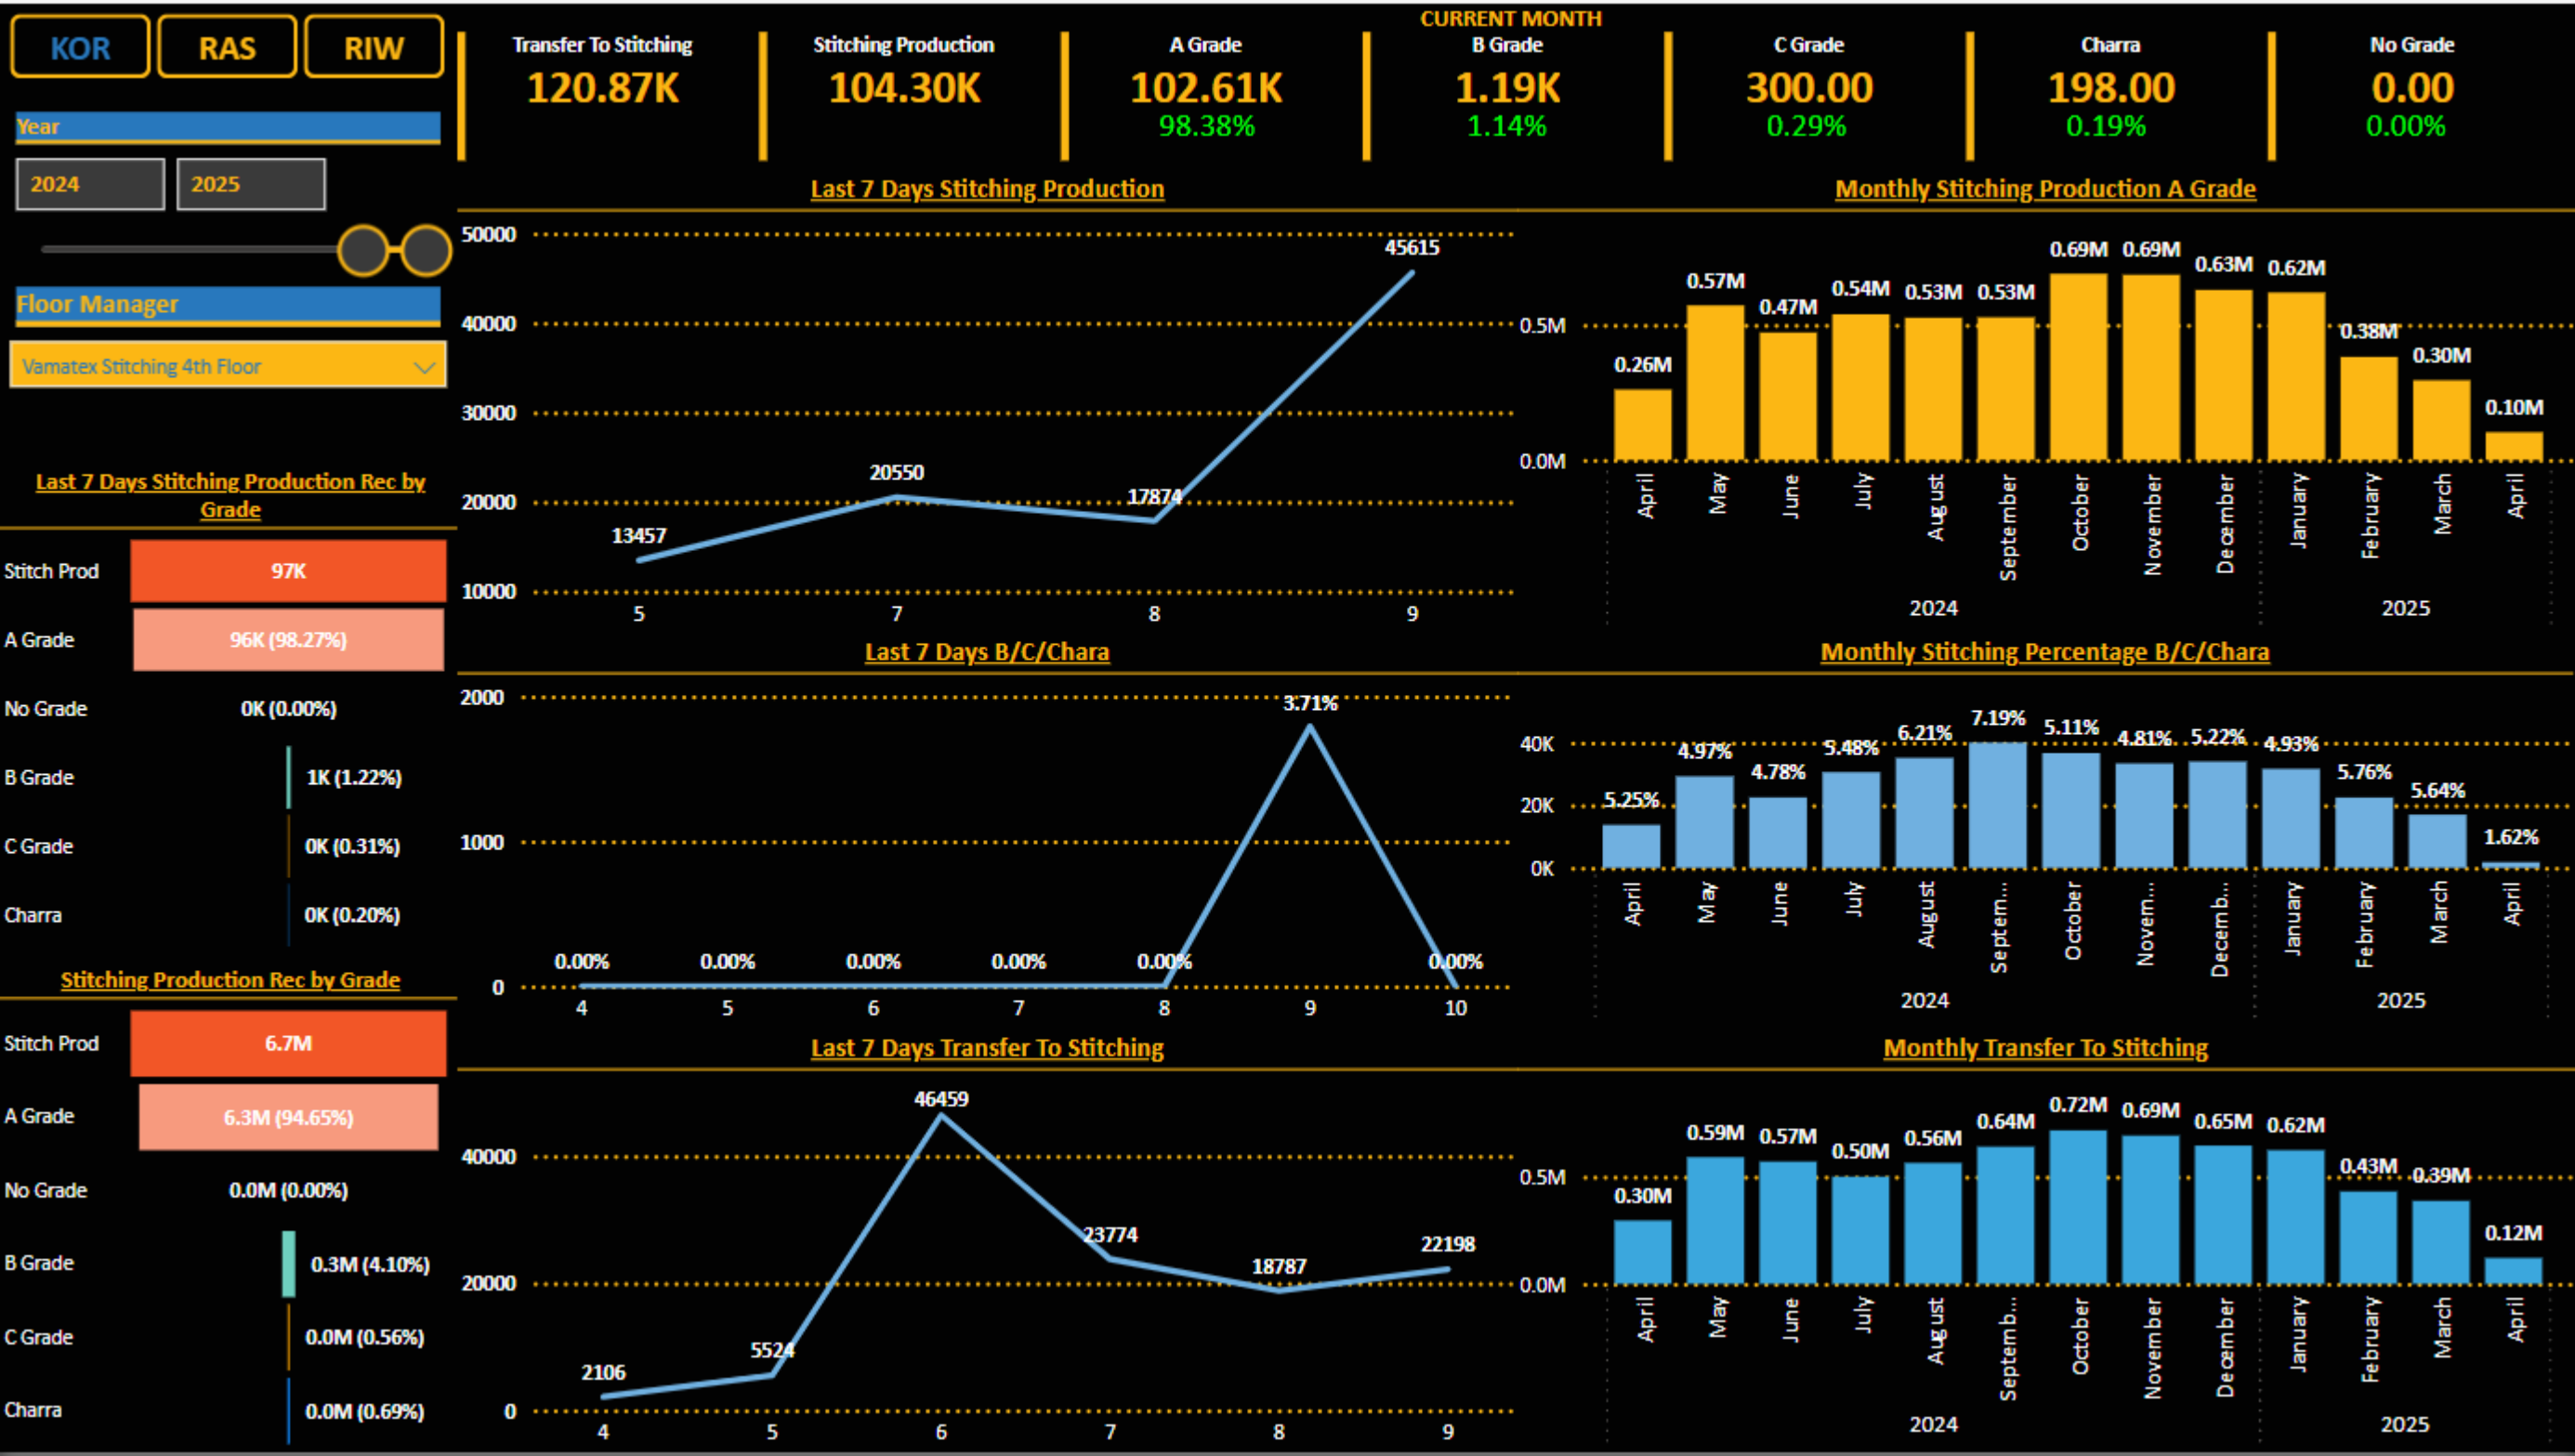 KOR
RAS
RIW
Year
2024
2025
Floor Manager
Vamatex Stitching 4th Floor
CURRENT MONTH
Transfer To Stitching
120.87K
Stitching Production
104.30K
A Grade
102.61K
98.38%
B Grade
1.19K
1.14%
C Grade
300.00
0.29%
Charra
198.00
0.19%
No Grade
0.00
0.00%
Last 7 Days Stitching Production Rec by
Grade
Stitch Prod
97K
A Grade
96K (98.27%)
No Grade
0K (0.00%)
B Grade
1K (1.22%)
C Grade
0K (0.31%)
Charra
0K (0.20%)
Stitching Production Rec by Grade
Stitch Prod
6.7M
A Grade
6.3M (94.65%)
No Grade
0.0M (0.00%)
B Grade
0.3M (4.10%)
C Grade
0.0M (0.56%)
Charra
0.0M (0.69%)
Last 7 Days Stitching Production
50000
40000
30000
20000
10000
13457
20550
17874
45615
5
7
8
9
Monthly Stitching Production A Grade
0.5M
0.0M
0.26M
0.57M
0.47M
0.54M
0.53M
0.53M
0.69M
0.69M
0.63M
0.62M
0.38M
0.30M
0.10M
April
May
June
July
August
September
October
November
December
January
February
March
April
2024
2025
Last 7 Days B/C/Chara
2000
1000
0
0.00%
0.00%
0.00%
0.00%
0.00%
3.71%
0.00%
4
5
6
7
8
9
10
Monthly Stitching Percentage B/C/Chara
40K
20K
0K
5.25%
4.97%
4.78%
5.48%
6.21%
7.19%
5.11%
4.81%
5.22%
4.93%
5.76%
5.64%
1.62%
April
May
June
July
August
Septem...
October
Novem...
Decemb...
January
February
March
April
2024
2025
Last 7 Days Transfer To Stitching
40000
20000
0
2106
5524
46459
23774
18787
22198
4
5
6
7
8
9
Monthly Transfer To Stitching
0.5M
0.0M
0.30M
0.59M
0.57M
0.50M
0.56M
0.64M
0.72M
0.69M
0.65M
0.62M
0.43M
0.39M
0.12M
April
May
June
July
August
Septemb...
October
November
December
January
February
March
April
2024
2025